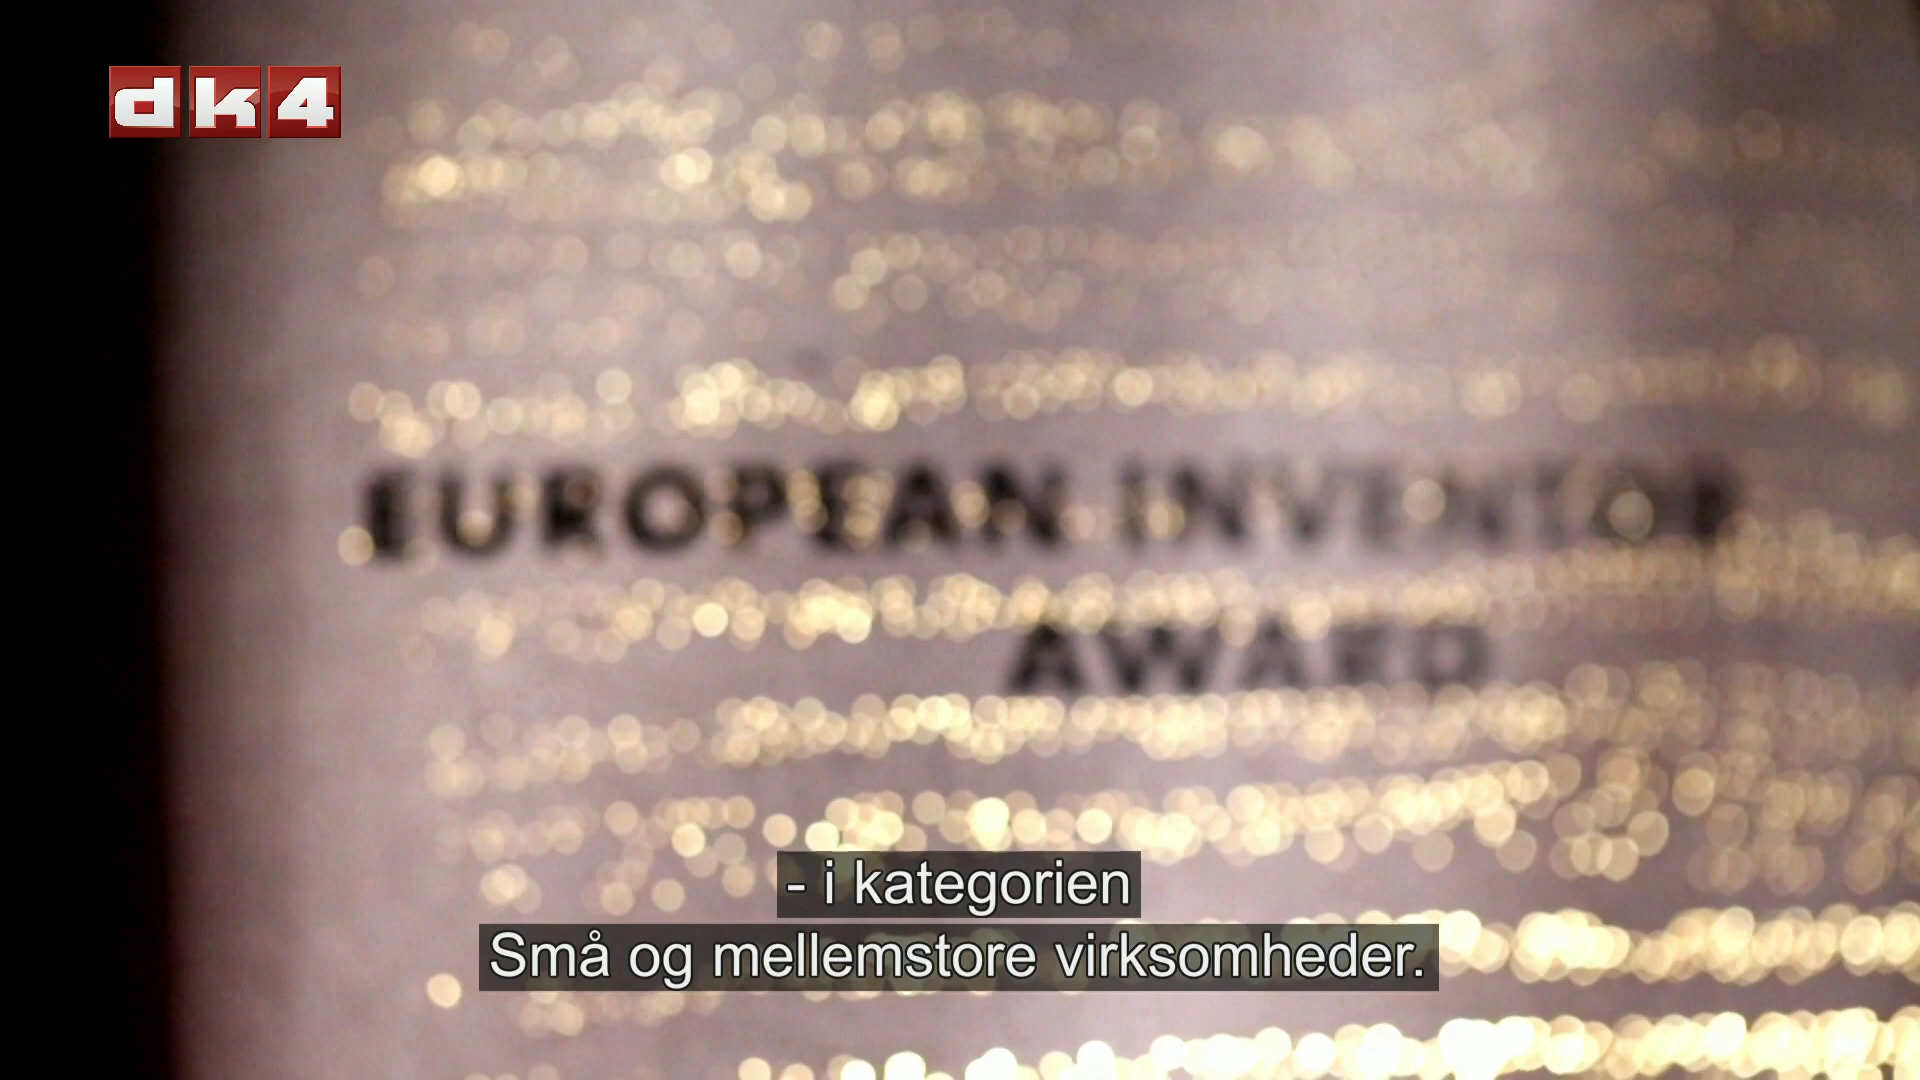 dk4
EUROPEAN INVENTOR
AWARD
- i kategorien
Små og mellemstore virksomheder.